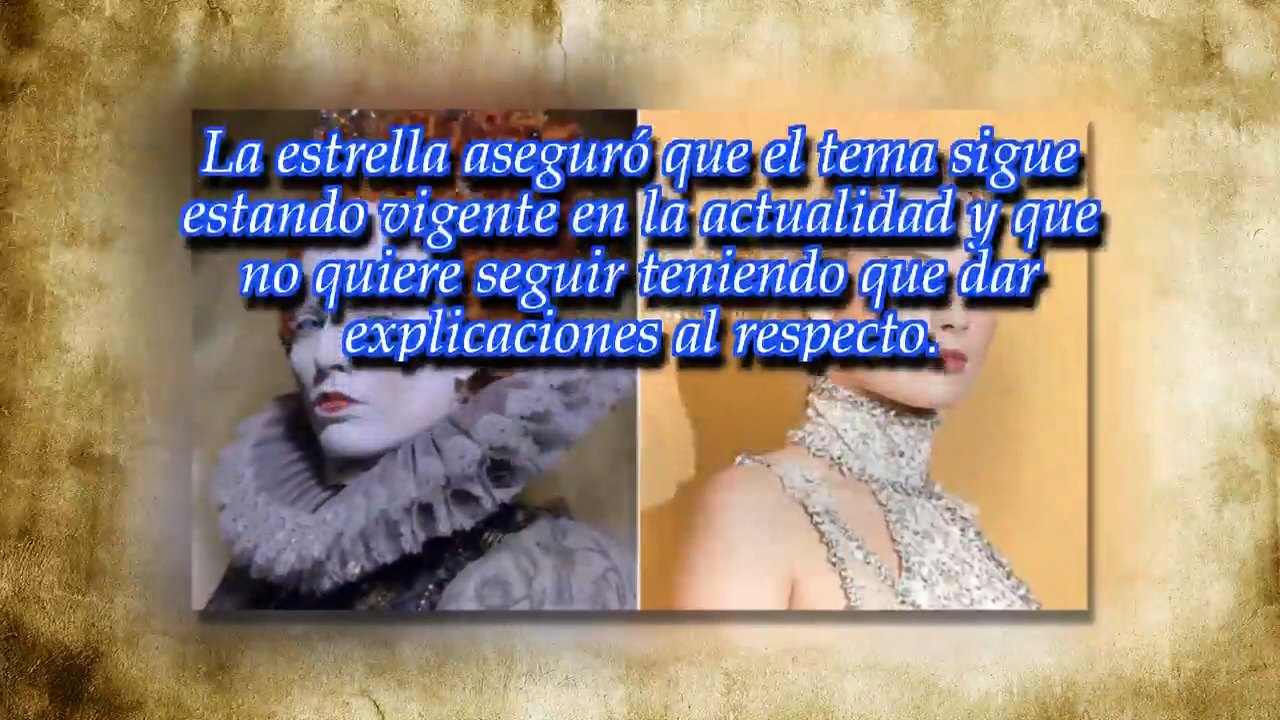 La estrella aseguró que el tema sigue
estando vigente en la actualidad y que
no quiere seguir teniendo que dar
explicaciones al respecto.